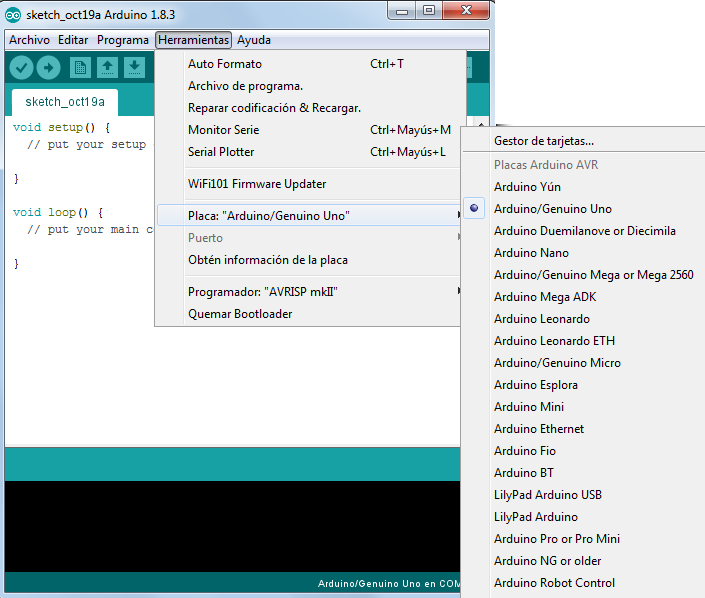 sketch_oct19a Arduino 1.8.3
Archivo Editar Programa Herramientas Ayuda
sketch_oct19a
void setup() {
// put your setup
}
void loop() {
// put your main c
}
Auto Formato Ctrl+T
Archivo de programa.
Reparar codificación & Recargar.
Monitor Serie Ctrl+Mayús+M
Serial Plotter Ctrl+Mayús+L
WiFi101 Firmware Updater
Placa: "Arduino/Genuino Uno"
Puerto
Obtén información de la placa
Programador: "AVRISP mkII"
Quemar Bootloader
Gestor de tarjetas...
Placas Arduino AVR
Arduino Yún
Arduino/Genuino Uno
Arduino Duemilanove or Diecimila
Arduino Nano
Arduino/Genuino Mega or Mega 2560
Arduino Mega ADK
Arduino Leonardo
Arduino Leonardo ETH
Arduino/Genuino Micro
Arduino Esplora
Arduino Mini
Arduino Ethernet
Arduino Fio
Arduino BT
LilyPad Arduino USB
LilyPad Arduino
Arduino Pro or Pro Mini
Arduino NG or older
Arduino Robot Control
Arduino/Genuino Uno en COM